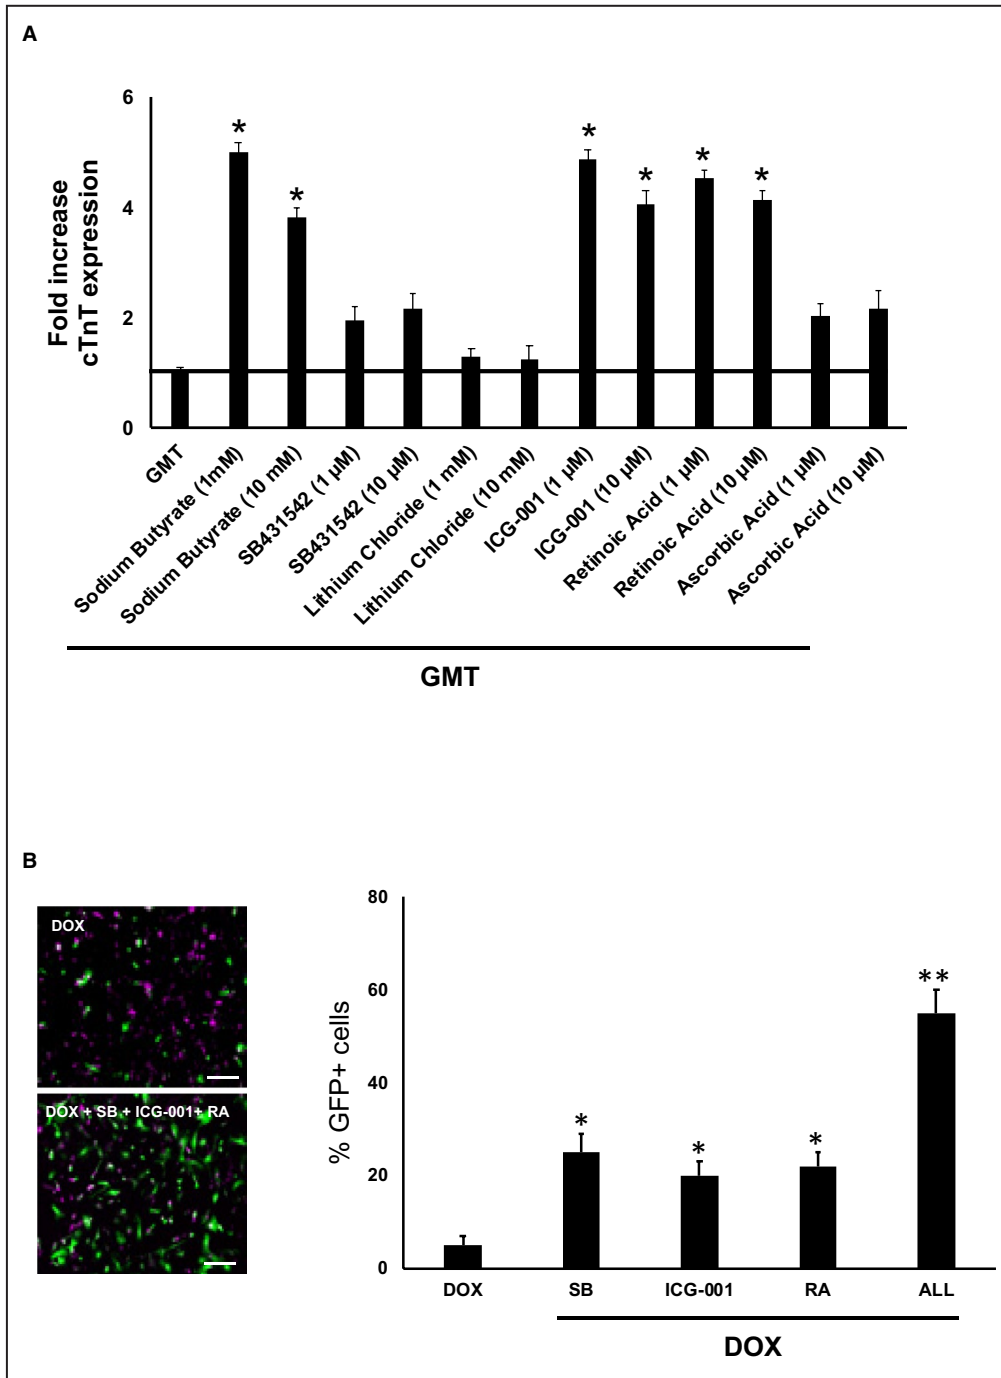 A
Fold increase
cTnT expression
6
4
2
0
*
*
*
*
*
*
GMT
Sodium Butyrate (1mM)
Sodium Butyrate (10 mM)
SB431542 (1 µM)
SB431542 (10 µM)
Lithium Chloride (1 mM)
Lithium Chloride (10 mM)
ICG-001 (1 µM)
ICG-001 (10 µM)
Retinoic Acid (1 µM)
Retinoic Acid (10 µM)
Ascorbic Acid (1 µM)
Ascorbic Acid (10 µM)
GMT
B
DOX
DOX + SB + ICG-001+ RA
% GFP+ cells
80
60
40
20
0
*
*
*
**
DOX
SB
ICG-001
RA
ALL
DOX